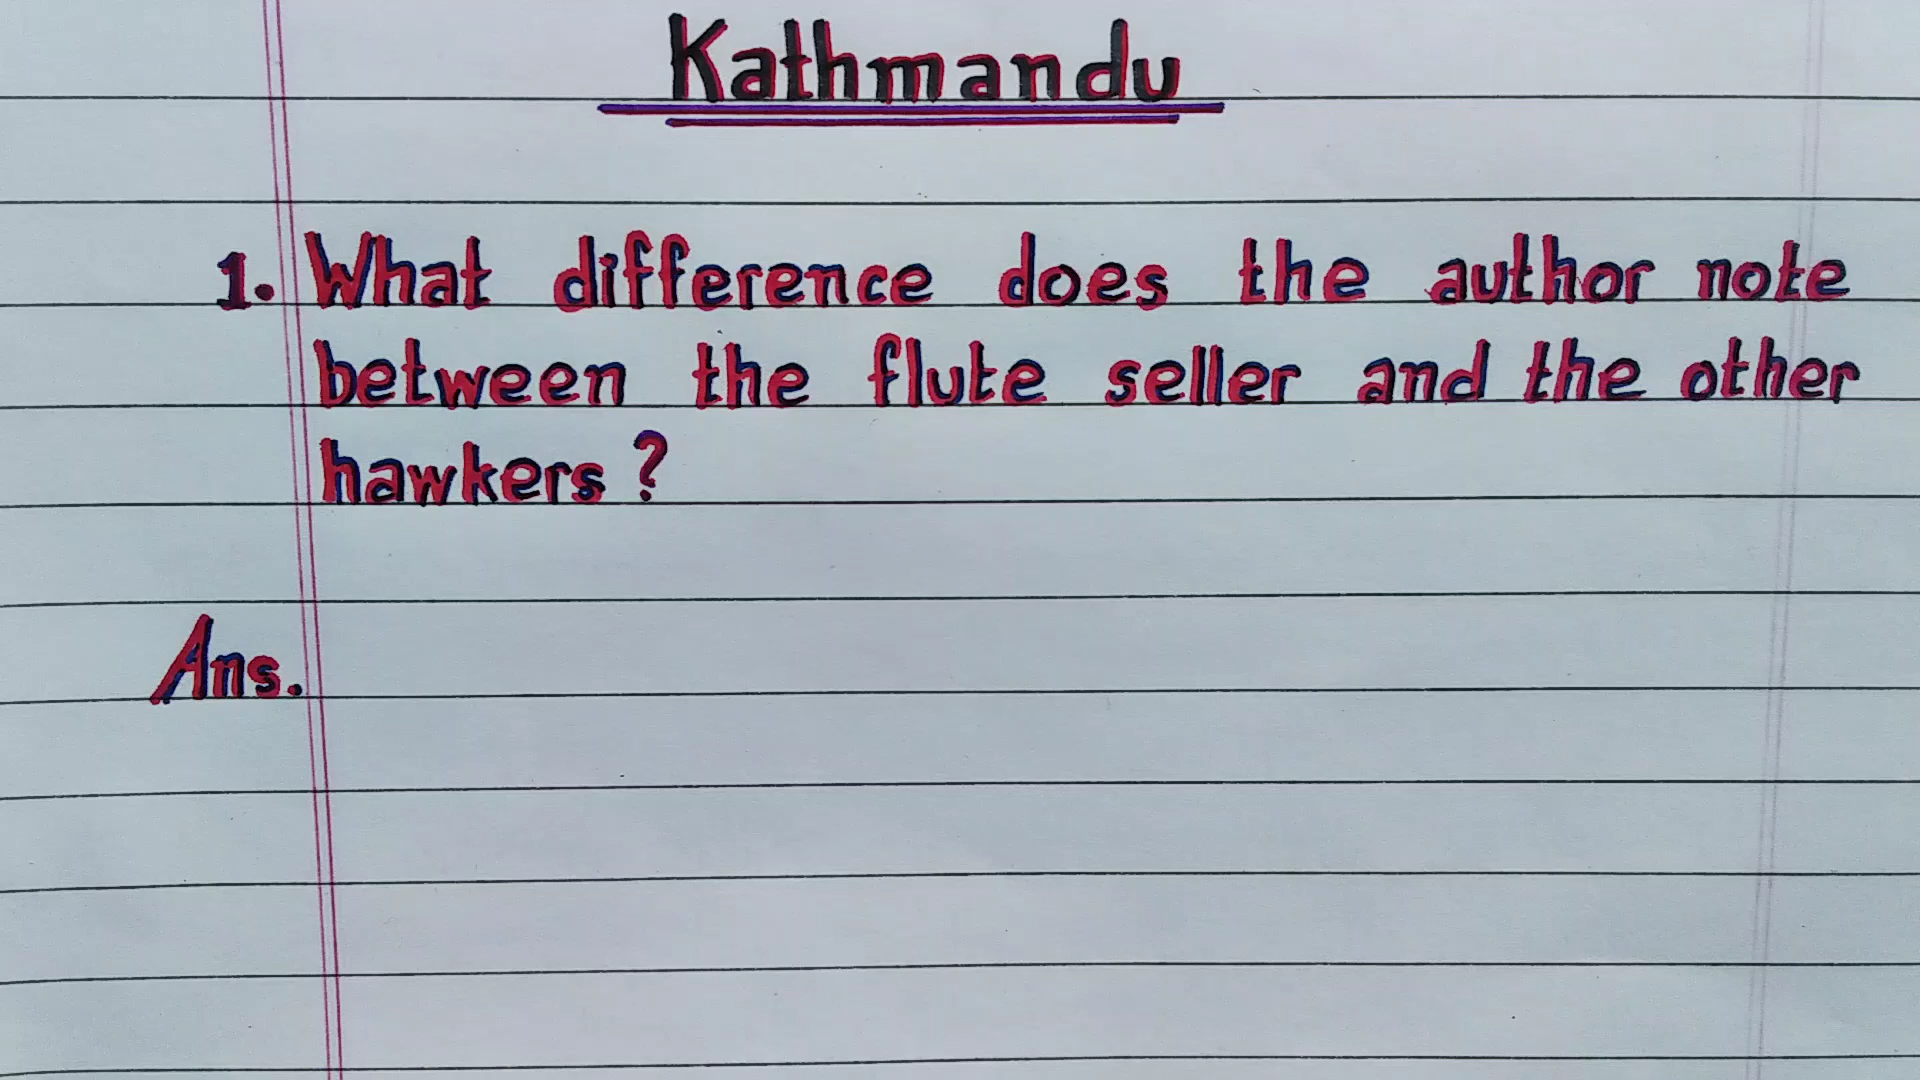 Kathmandu
1. What difference does the author note
between the flute seller and the other
hawkers ?
Ans.